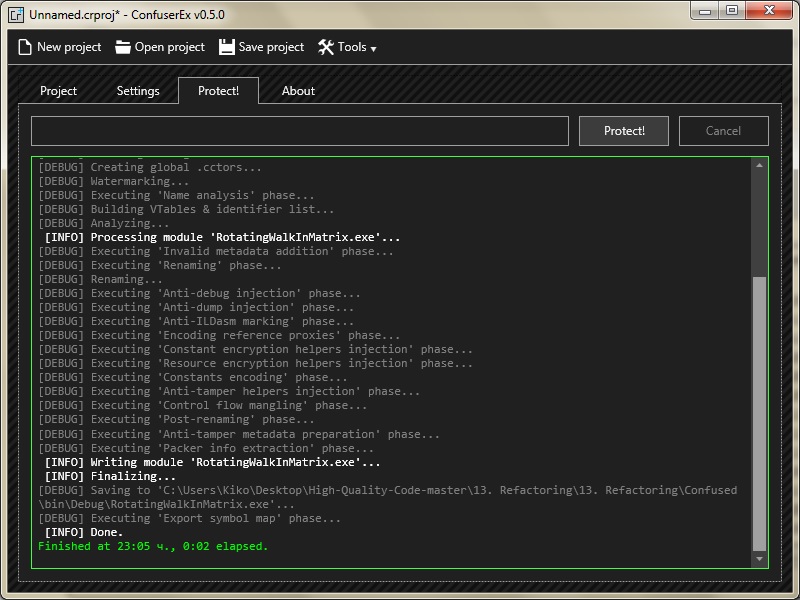 Unnamed.crproj* - ConfuserEx v0.5.0
New project Open project Save project Tools
Project Settings Protect! About
Protect! Cancel
[DEBUG] Creating global .cctors...
[DEBUG] Watermarking...
[DEBUG] Executing 'Name analysis' phase...
[DEBUG] Building VTables & identifier list...
[DEBUG] Analyzing...
[INFO] Processing module 'RotatingWalkInMatrix.exe'...
[DEBUG] Executing 'Invalid metadata addition' phase...
[DEBUG] Executing 'Renaming' phase...
[DEBUG] Renaming...
[DEBUG] Executing 'Anti-debug injection' phase...
[DEBUG] Executing 'Anti-dump injection' phase...
[DEBUG] Executing 'Anti-ILDasm marking' phase...
[DEBUG] Executing 'Encoding reference proxies' phase...
[DEBUG] Executing 'Constant encryption helpers injection' phase...
[DEBUG] Executing 'Resource encryption helpers injection' phase...
[DEBUG] Executing 'Constants encoding' phase...
[DEBUG] Executing 'Anti-tamper helpers injection' phase...
[DEBUG] Executing 'Control flow mangling' phase...
[DEBUG] Executing 'Post-renaming' phase...
[DEBUG] Executing 'Anti-tamper metadata preparation' phase...
[DEBUG] Executing 'Packer info extraction' phase...
[INFO] Writing module 'RotatingWalkInMatrix.exe'...
[INFO] Finalizing...
[DEBUG] Saving to 'C:\Users\Kiko\Desktop\High-Quality-Code-master\13. Refactoring\13. Refactoring\Confused
\bin\Debug\RotatingWalkInMatrix.exe'...
[DEBUG] Executing 'Export symbol map' phase...
[INFO] Done.
Finished at 23:05 ч., 0:02 elapsed.